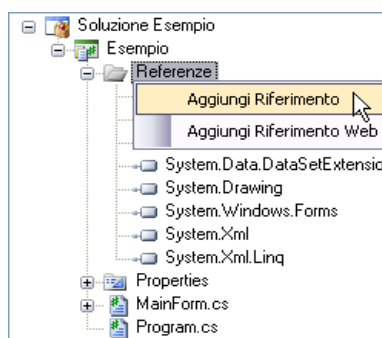 Soluzione Esempio
Esempio
Referenze
Aggiungi Riferimento
Aggiungi Riferimento Web
System.Data.DataSetExtensio
System.Drawing
System.Windows.Forms
System.Xml
System.Xml.Linq
Properties
MainForm.cs
Program.cs